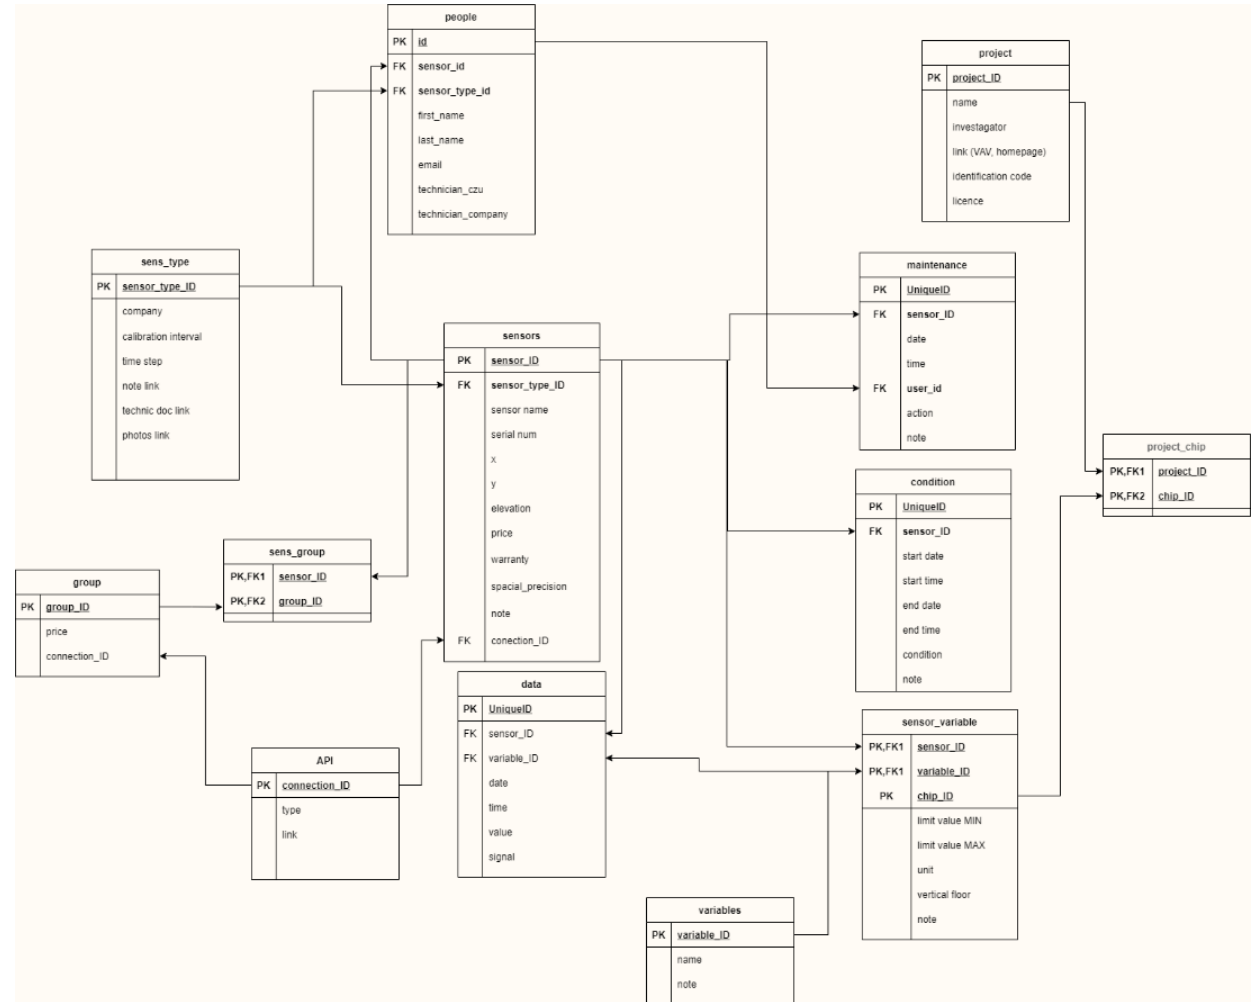 people
PK id
FK sensor_id
FK sensor_type_id
first_name
last_name
email
technician_czu
technician_company
project
PK project_ID
name
investagator
link (VAV, homepage)
identification code
licence
sens_type
PK sensor_type_ID
company
calibration interval
time step
note link
technic doc link
photos link
maintenance
PK UniqueID
FK sensor_ID
date
time
FK user_id
action
note
sensors
PK sensor_ID
FK sensor_type_ID
sensor name
serial num
x
y
elevation
price
warranty
spacial_precision
note
FK conection_ID
project_chip
PK,FK1 project_ID
PK,FK2 chip_ID
condition
PK UniqueID
FK sensor_ID
start date
start time
end date
end time
condition
note
sens_group
PK,FK1 sensor_ID
PK,FK2 group_ID
group
PK group_ID
price
connection_ID
data
PK UniqueID
FK sensor_ID
FK variable_ID
date
time
value
signal
sensor_variable
PK,FK1 sensor_ID
PK,FK1 variable_ID
PK chip_ID
limit value MIN
limit value MAX
unit
vertical floor
note
API
PK connection_ID
type
link
variables
PK variable_ID
name
note